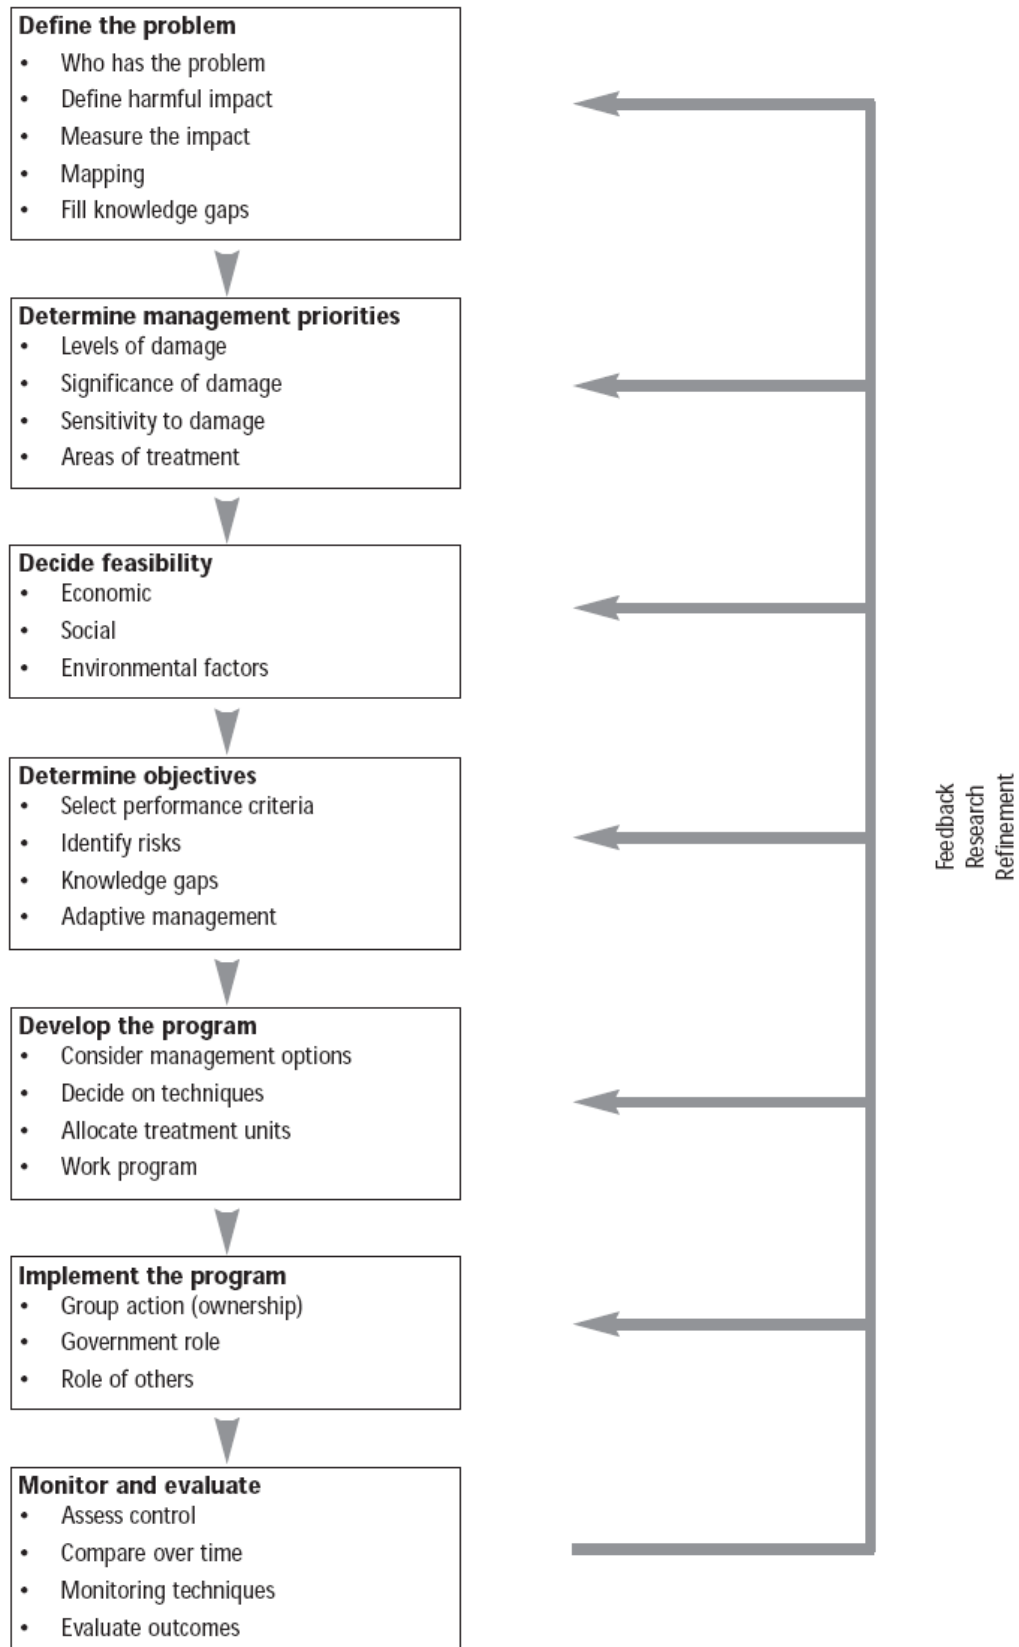 Define the problem
• Who has the problem
• Define harmful impact
• Measure the impact
• Mapping
• Fill knowledge gaps
Determine management priorities
• Levels of damage
• Significance of damage
• Sensitivity to damage
• Areas of treatment
Decide feasibility
• Economic
• Social
• Environmental factors
Determine objectives
• Select performance criteria
• Identify risks
• Knowledge gaps
• Adaptive management
Develop the program
• Consider management options
• Decide on techniques
• Allocate treatment units
• Work program
Implement the program
• Group action (ownership)
• Government role
• Role of others
Monitor and evaluate
• Assess control
• Compare over time
• Monitoring techniques
• Evaluate outcomes
Feedback
Research
Refinement